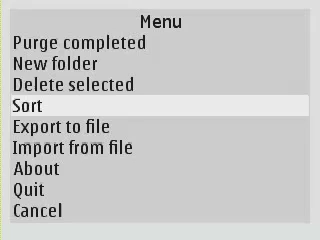 Menu
Purge completed
New folder
Delete selected
Sort
Export to file
Import from file
About
Quit
Cancel